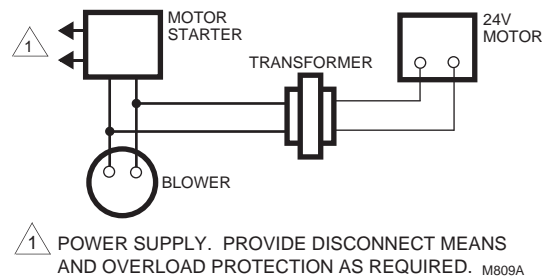 MOTOR
STARTER
24V
MOTOR
1
TRANSFORMER
BLOWER
1 POWER SUPPLY. PROVIDE DISCONNECT MEANS
AND OVERLOAD PROTECTION AS REQUIRED. M809A